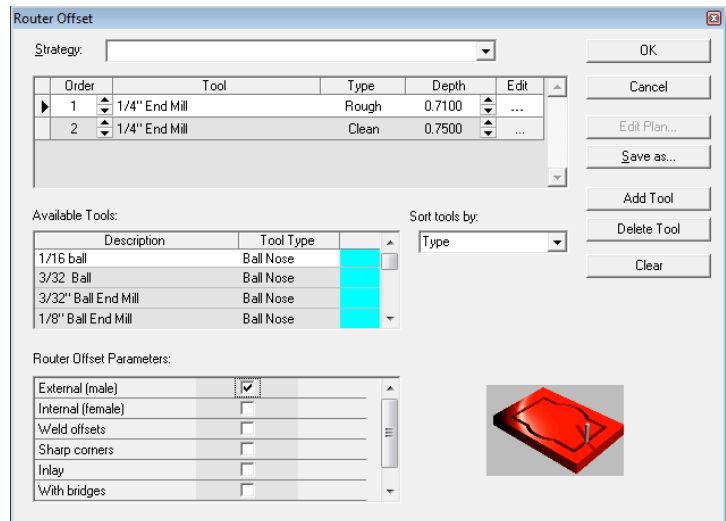 Router Offset
Strategy: OK
Order Tool Type Depth Edit Cancel
1 1/4" End Mill Rough 0.7100 ...
2 1/4" End Mill Clean 0.7500 ... Edit Plan...
Save as...
Add Tool
Available Tools: Sort tools by: Delete Tool
Description Tool Type Type
1/16 ball Ball Nose Clear
3/32 Ball Ball Nose
3/32" Ball End Mill Ball Nose
1/8" Ball End Mill Ball Nose
Router Offset Parameters:
External (male)
Internal (female)
Weld offsets
Sharp corners
Inlay
With bridges